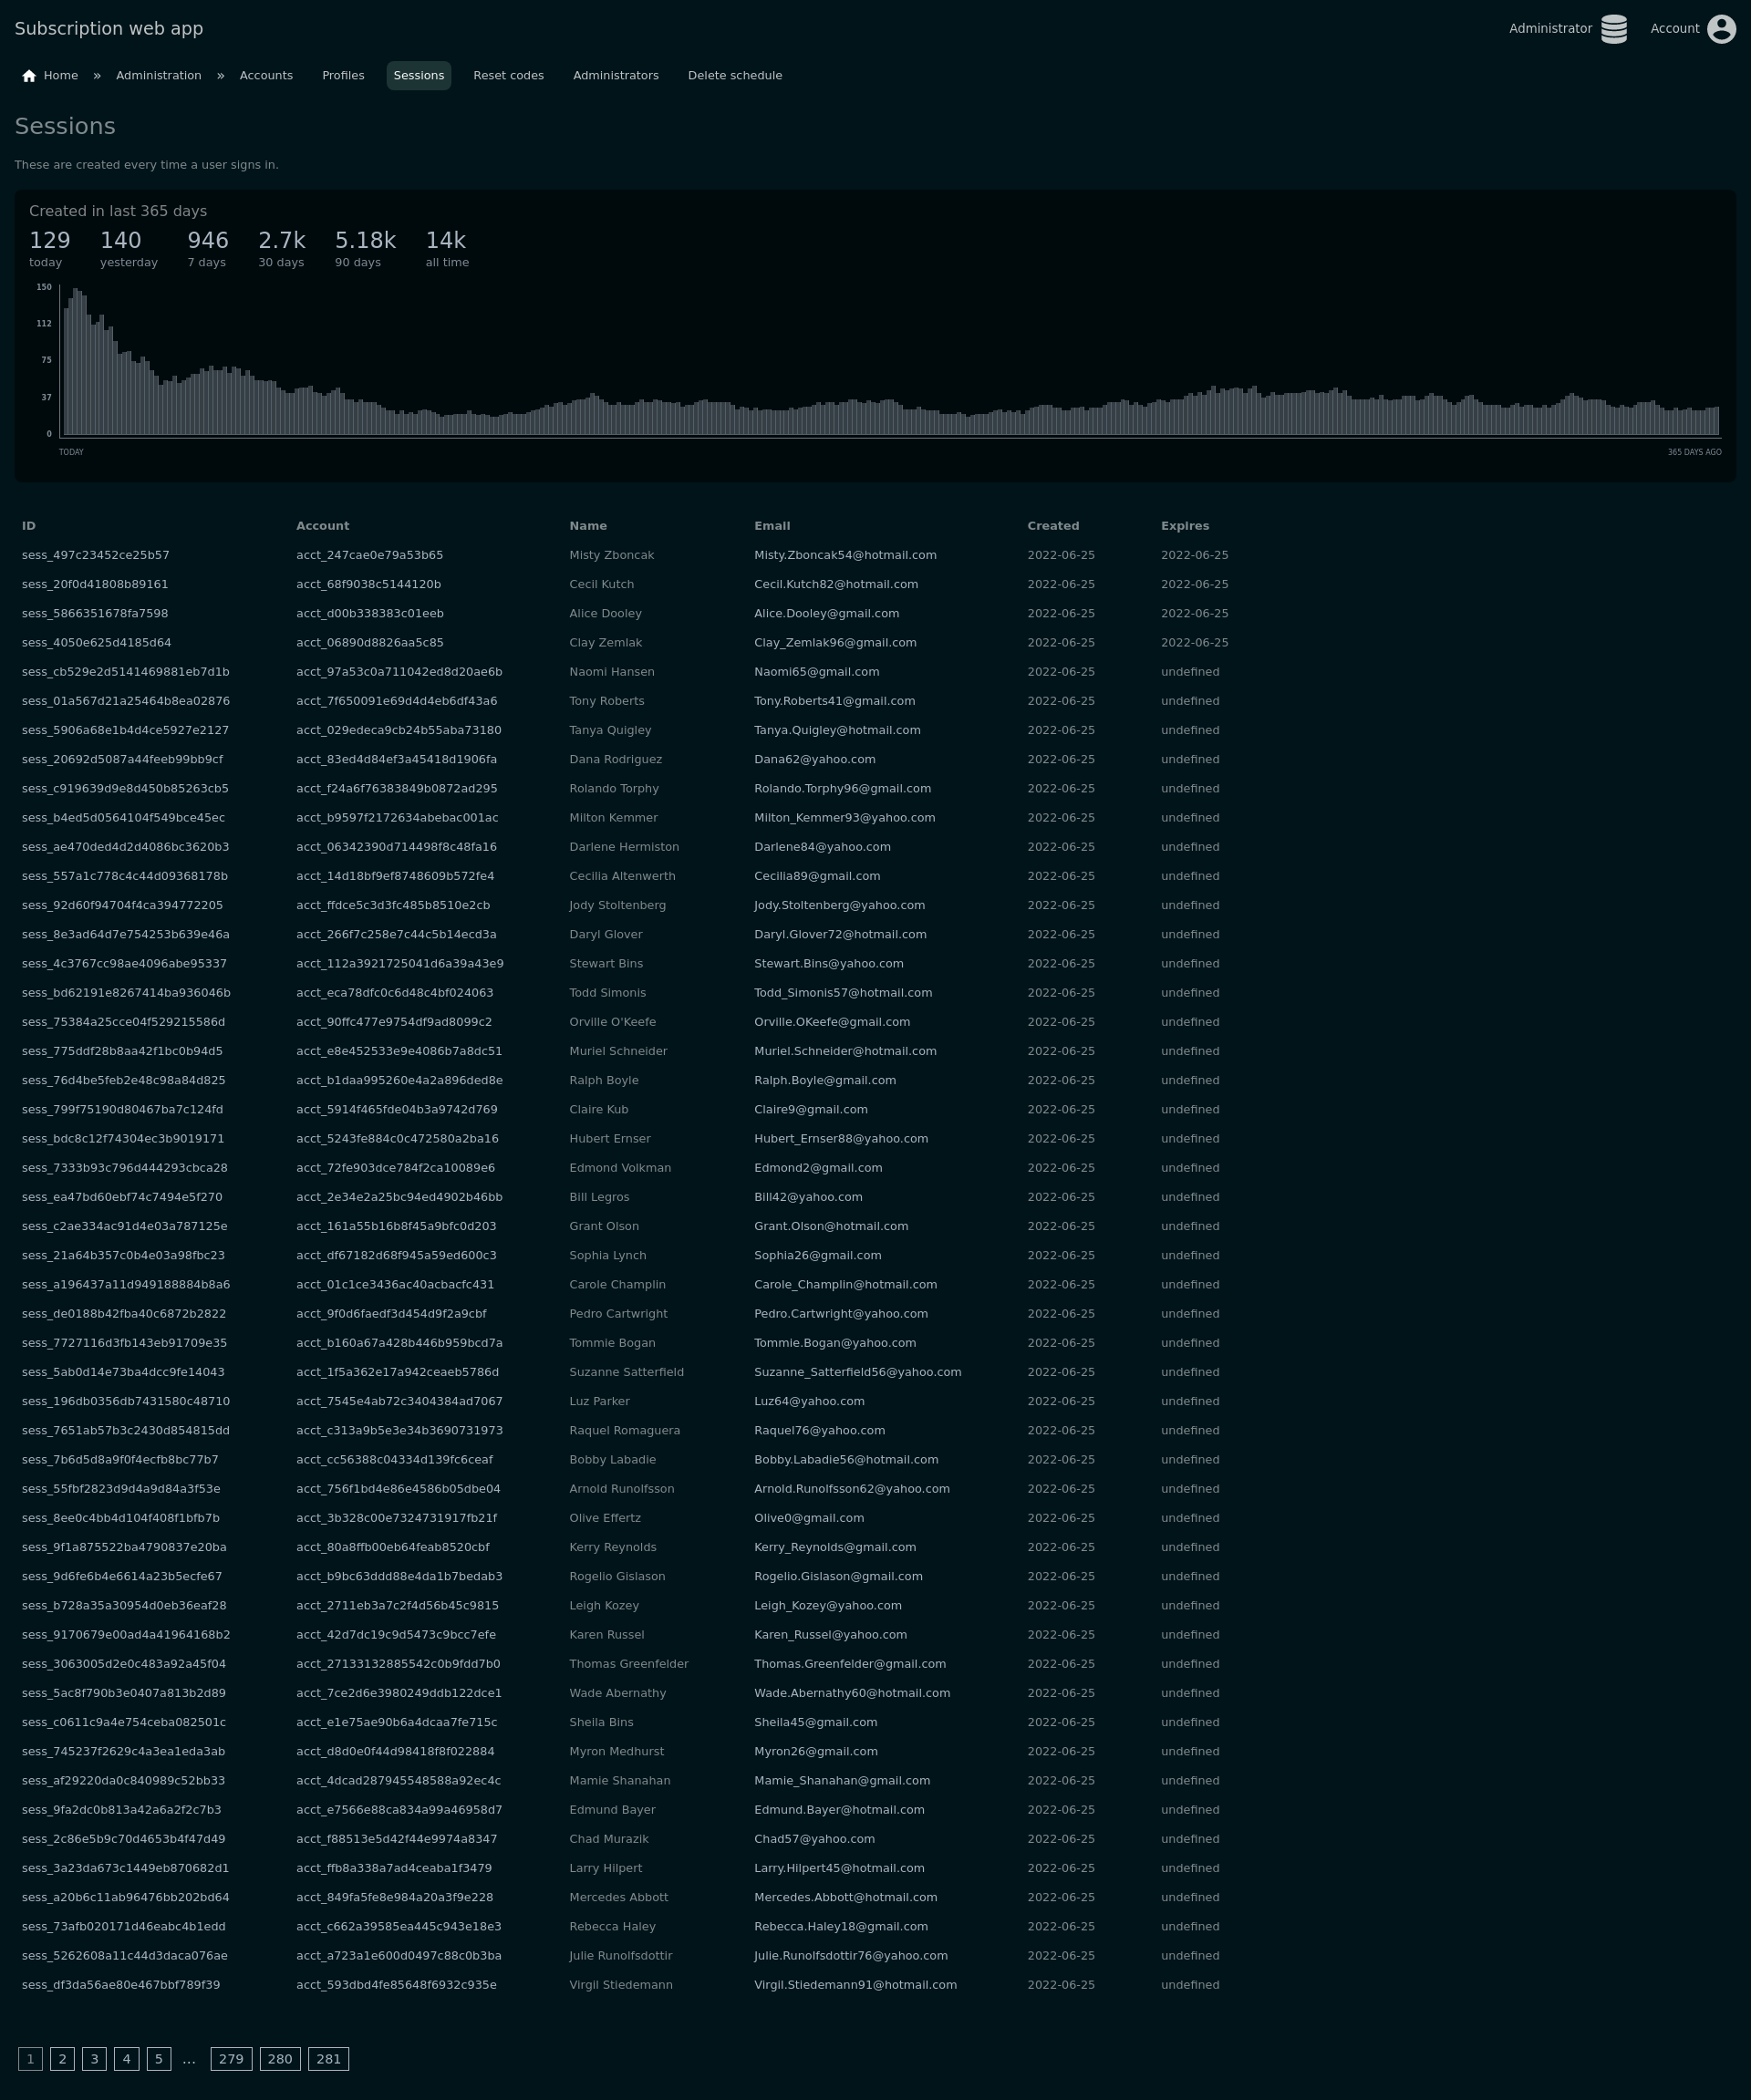 Subscription web app Administrator Account
Home » Administration » Accounts Profiles Sessions Reset codes Administrators Delete schedule
Sessions
These are created every time a user signs in.
Created in last 365 days
129 140 946 2.7k 5.18k 14k
today yesterday 7 days 30 days 90 days all time
150
112
75
37
0
TODAY 365 DAYS AGO
ID Account Name Email Created Expires
sess_497c23452ce25b57 acct_247cae0e79a53b65 Misty Zboncak Misty.Zboncak54@hotmail.com 2022-06-25 2022-06-25
sess_20f0d41808b89161 acct_68f9038c5144120b Cecil Kutch Cecil.Kutch82@hotmail.com 2022-06-25 2022-06-25
sess_5866351678fa7598 acct_d00b338383c01eeb Alice Dooley Alice.Dooley@gmail.com 2022-06-25 2022-06-25
sess_4050e625d4185d64 acct_06890d8826aa5c85 Clay Zemlak Clay_Zemlak96@gmail.com 2022-06-25 2022-06-25
sess_cb529e2d5141469881eb7d1b acct_97a53c0a711042ed8d20ae6b Naomi Hansen Naomi65@gmail.com 2022-06-25 undefined
sess_01a567d21a25464b8ea02876 acct_7f650091e69d4d4eb6df43a6 Tony Roberts Tony.Roberts41@gmail.com 2022-06-25 undefined
sess_5906a68e1b4d4ce5927e2127 acct_029edeca9cb24b55aba73180 Tanya Quigley Tanya.Quigley@hotmail.com 2022-06-25 undefined
sess_20692d5087a44feeb99bb9cf acct_83ed4d84ef3a45418d1906fa Dana Rodriguez Dana62@yahoo.com 2022-06-25 undefined
sess_c919639d9e8d450b85263cb5 acct_f24a6f76383849b0872ad295 Rolando Torphy Rolando.Torphy96@gmail.com 2022-06-25 undefined
sess_b4ed5d0564104f549bce45ec acct_b9597f2172634abebac001ac Milton Kemmer Milton_Kemmer93@yahoo.com 2022-06-25 undefined
sess_ae470ded4d2d4086bc3620b3 acct_06342390d714498f8c48fa16 Darlene Hermiston Darlene84@yahoo.com 2022-06-25 undefined
sess_557a1c778c4c44d09368178b acct_14d18bf9ef8748609b572fe4 Cecilia Altenwerth Cecilia89@gmail.com 2022-06-25 undefined
sess_92d60f94704f4ca394772205 acct_ffdce5c3d3fc485b8510e2cb Jody Stoltenberg Jody.Stoltenberg@yahoo.com 2022-06-25 undefined
sess_8e3ad64d7e754253b639e46a acct_266f7c258e7c44c5b14ecd3a Daryl Glover Daryl.Glover72@hotmail.com 2022-06-25 undefined
sess_4c3767cc98ae4096abe95337 acct_112a3921725041d6a39a43e9 Stewart Bins Stewart.Bins@yahoo.com 2022-06-25 undefined
sess_bd62191e8267414ba936046b acct_eca78dfc0c6d48c4bf024063 Todd Simonis Todd_Simonis57@hotmail.com 2022-06-25 undefined
sess_75384a25cce04f529215586d acct_90ffc477e9754df9ad8099c2 Orville O'Keefe Orville.OKeefe@gmail.com 2022-06-25 undefined
sess_775ddf28b8aa42f1bc0b94d5 acct_e8e452533e9e4086b7a8dc51 Muriel Schneider Muriel.Schneider@hotmail.com 2022-06-25 undefined
sess_76d4be5feb2e48c98a84d825 acct_b1daa995260e4a2a896ded8e Ralph Boyle Ralph.Boyle@gmail.com 2022-06-25 undefined
sess_799f75190d80467ba7c124fd acct_5914f465fde04b3a9742d769 Claire Kub Claire9@gmail.com 2022-06-25 undefined
sess_bdc8c12f74304ec3b9019171 acct_5243fe884c0c472580a2ba16 Hubert Ernser Hubert_Ernser88@yahoo.com 2022-06-25 undefined
sess_7333b93c796d444293cbca28 acct_72fe903dce784f2ca10089e6 Edmond Volkman Edmond2@gmail.com 2022-06-25 undefined
sess_ea47bd60ebf74c7494e5f270 acct_2e34e2a25bc94ed4902b46bb Bill Legros Bill42@yahoo.com 2022-06-25 undefined
sess_c2ae334ac91d4e03a787125e acct_161a55b16b8f45a9bfc0d203 Grant Olson Grant.Olson@hotmail.com 2022-06-25 undefined
sess_21a64b357c0b4e03a98fbc23 acct_df67182d68f945a59ed600c3 Sophia Lynch Sophia26@gmail.com 2022-06-25 undefined
sess_a196437a11d949188884b8a6 acct_01c1ce3436ac40acbacfc431 Carole Champlin Carole_Champlin@hotmail.com 2022-06-25 undefined
sess_de0188b42fba40c6872b2822 acct_9f0d6faedf3d454d9f2a9cbf Pedro Cartwright Pedro.Cartwright@yahoo.com 2022-06-25 undefined
sess_7727116d3fb143eb91709e35 acct_b160a67a428b446b959bcd7a Tommie Bogan Tommie.Bogan@yahoo.com 2022-06-25 undefined
sess_5ab0d14e73ba4dcc9fe14043 acct_1f5a362e17a942ceaeb5786d Suzanne Satterfield Suzanne_Satterfield56@yahoo.com 2022-06-25 undefined
sess_196db0356db7431580c48710 acct_7545e4ab72c3404384ad7067 Luz Parker Luz64@yahoo.com 2022-06-25 undefined
sess_7651ab57b3c2430d854815dd acct_c313a9b5e3e34b3690731973 Raquel Romaguera Raquel76@yahoo.com 2022-06-25 undefined
sess_7b6d5d8a9f0f4ecfb8bc77b7 acct_cc56388c04334d139fc6ceaf Bobby Labadie Bobby.Labadie56@hotmail.com 2022-06-25 undefined
sess_55fbf2823d9d4a9d84a3f53e acct_756f1bd4e86e4586b05dbe04 Arnold Runolfsson Arnold.Runolfsson62@yahoo.com 2022-06-25 undefined
sess_8ee0c4bb4d104f408f1bfb7b acct_3b328c00e7324731917fb21f Olive Effertz Olive0@gmail.com 2022-06-25 undefined
sess_9f1a875522ba4790837e20ba acct_80a8ffb00eb64feab8520cbf Kerry Reynolds Kerry_Reynolds@gmail.com 2022-06-25 undefined
sess_9d6fe6b4e6614a23b5ecfe67 acct_b9bc63ddd88e4da1b7bedab3 Rogelio Gislason Rogelio.Gislason@gmail.com 2022-06-25 undefined
sess_b728a35a30954d0eb36eaf28 acct_2711eb3a7c2f4d56b45c9815 Leigh Kozey Leigh_Kozey@yahoo.com 2022-06-25 undefined
sess_9170679e00ad4a41964168b2 acct_42d7dc19c9d5473c9bcc7efe Karen Russel Karen_Russel@yahoo.com 2022-06-25 undefined
sess_3063005d2e0c483a92a45f04 acct_27133132885542c0b9fdd7b0 Thomas Greenfelder Thomas.Greenfelder@gmail.com 2022-06-25 undefined
sess_5ac8f790b3e0407a813b2d89 acct_7ce2d6e3980249ddb122dce1 Wade Abernathy Wade.Abernathy60@hotmail.com 2022-06-25 undefined
sess_c0611c9a4e754ceba082501c acct_e1e75ae90b6a4dcaa7fe715c Sheila Bins Sheila45@gmail.com 2022-06-25 undefined
sess_745237f2629c4a3ea1eda3ab acct_d8d0e0f44d98418f8f022884 Myron Medhurst Myron26@gmail.com 2022-06-25 undefined
sess_af29220da0c840989c52bb33 acct_4dcad287945548588a92ec4c Mamie Shanahan Mamie_Shanahan@gmail.com 2022-06-25 undefined
sess_9fa2dc0b813a42a6a2f2c7b3 acct_e7566e88ca834a99a46958d7 Edmund Bayer Edmund.Bayer@hotmail.com 2022-06-25 undefined
sess_2c86e5b9c70d4653b4f47d49 acct_f88513e5d42f44e9974a8347 Chad Murazik Chad57@yahoo.com 2022-06-25 undefined
sess_3a23da673c1449eb870682d1 acct_ffb8a338a7ad4ceaba1f3479 Larry Hilpert Larry.Hilpert45@hotmail.com 2022-06-25 undefined
sess_a20b6c11ab96476bb202bd64 acct_849fa5fe8e984a20a3f9e228 Mercedes Abbott Mercedes.Abbott@hotmail.com 2022-06-25 undefined
sess_73afb020171d46eabc4b1edd acct_c662a39585ea445c943e18e3 Rebecca Haley Rebecca.Haley18@gmail.com 2022-06-25 undefined
sess_5262608a11c44d3daca076ae acct_a723a1e600d0497c88c0b3ba Julie Runolfsdottir Julie.Runolfsdottir76@yahoo.com 2022-06-25 undefined
sess_df3da56ae80e467bbf789f39 acct_593dbd4fe85648f6932c935e Virgil Stiedemann Virgil.Stiedemann91@hotmail.com 2022-06-25 undefined
1 2 3 4 5 … 279 280 281